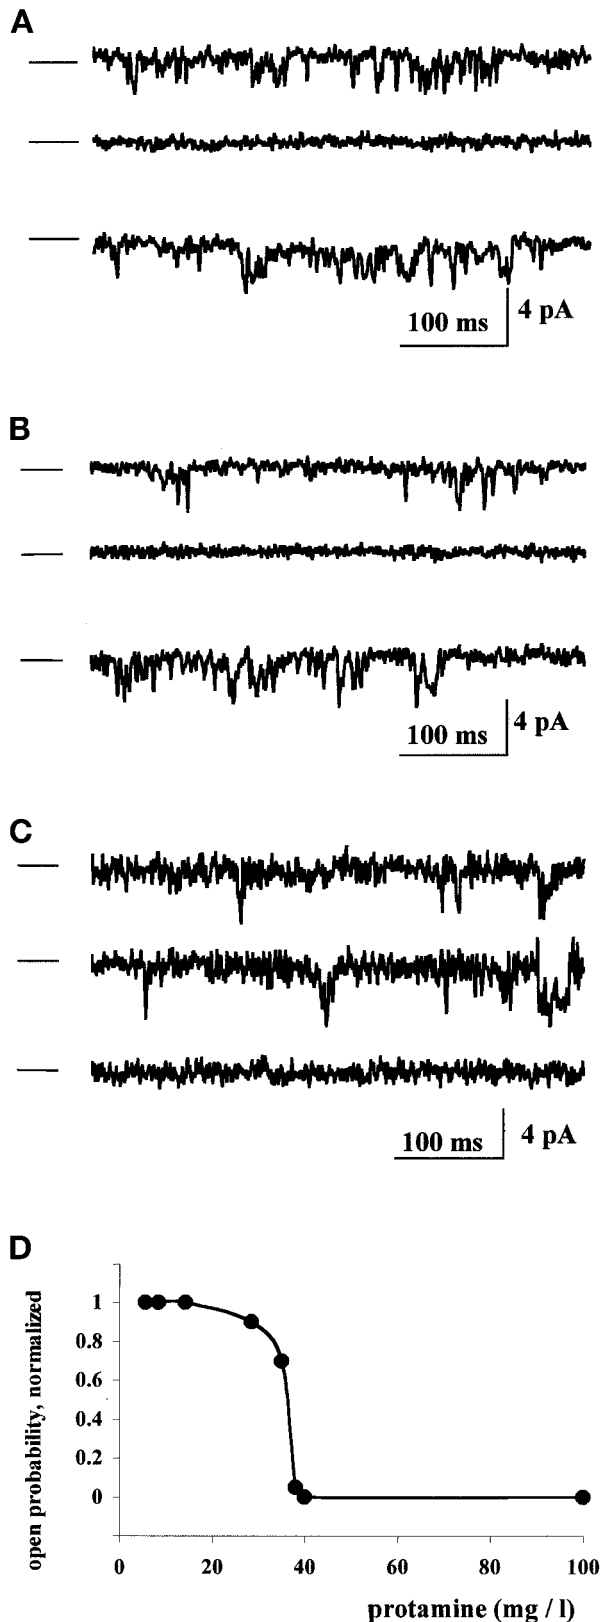 A
100 ms
4 pA
B
100 ms
4 pA
C
100 ms
4 pA
D
open probability, normalized
1
0.8
0.6
0.4
0.2
0
0 20 40 60 80 100
protamine (mg / l)